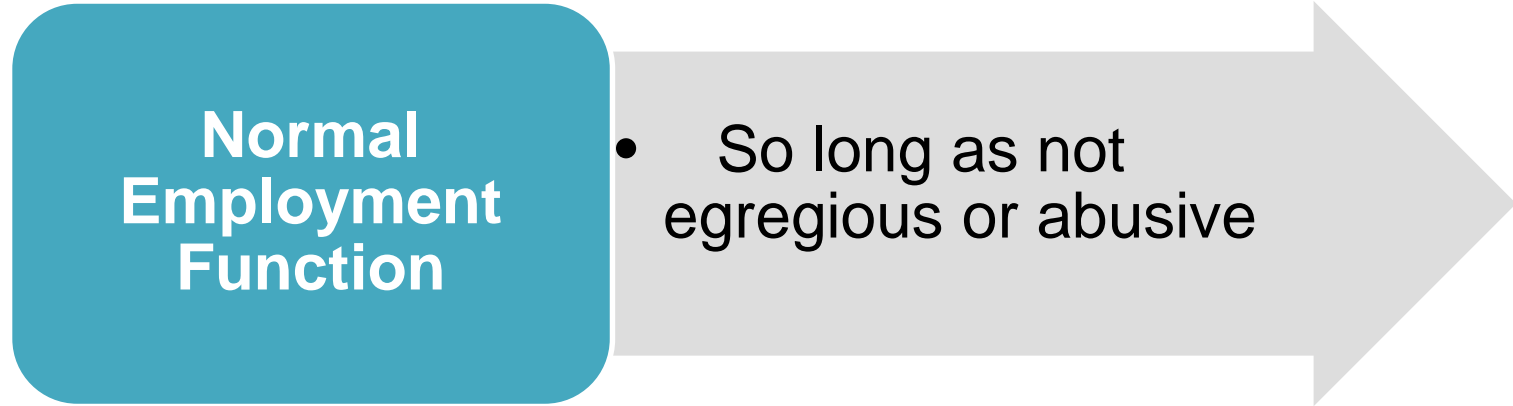 Normal
Employment
Function
• So long as not
egregious or abusive